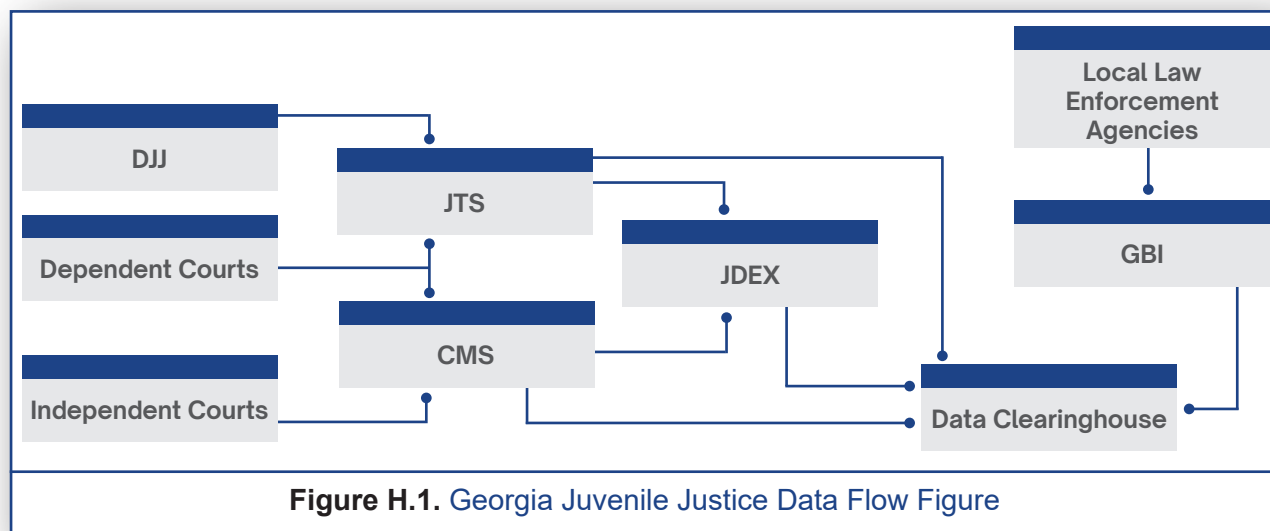 Local Law
Enforcement
Agencies
DJJ
JTS
Dependent Courts
GBI
JDEX
CMS
Independent Courts
Data Clearinghouse
Figure H.1. Georgia Juvenile Justice Data Flow Figure